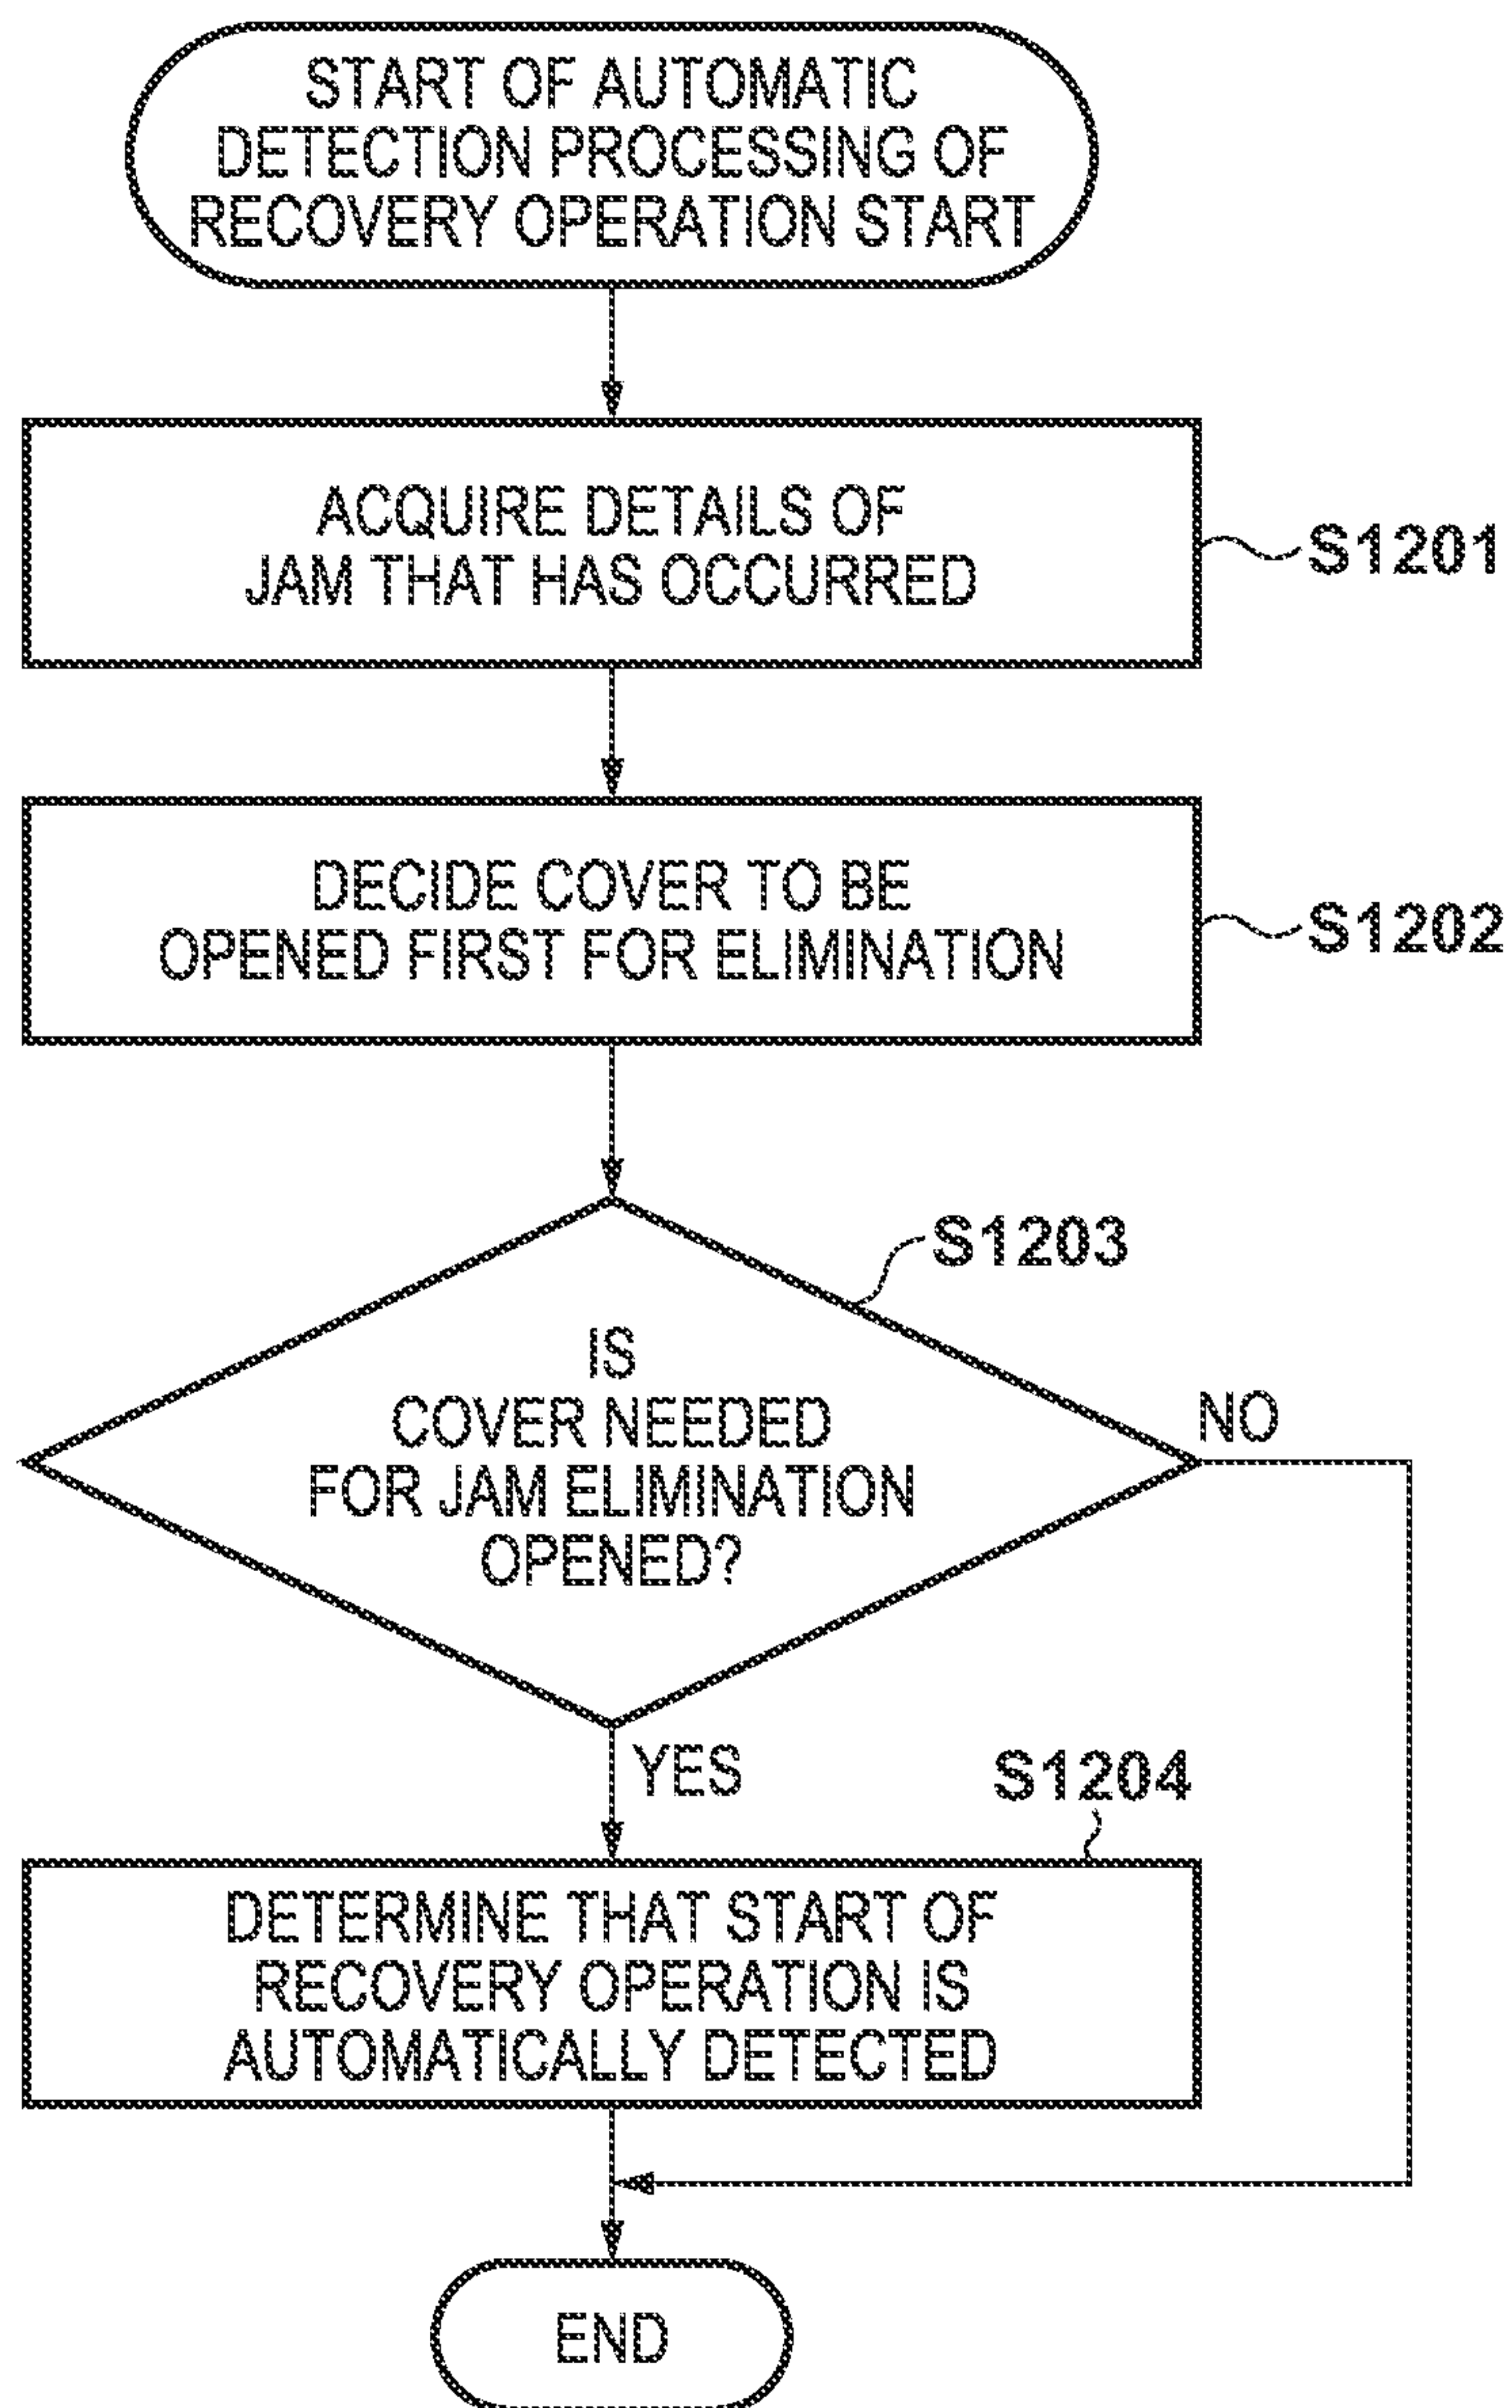 START OF AUTOMATIC
DETECTION PROCESSING OF
RECOVERY OPERATION START
ACQUIRE DETAILS OF
JAM THAT HAS OCCURRED
S1201
DECIDE COVER TO BE
OPENED FIRST FOR ELIMINATION
S1202
S1203
IS
COVER NEEDED
FOR JAM ELIMINATION
OPENED?
NO
YES
S1204
DETERMINE THAT START OF
RECOVERY OPERATION IS
AUTOMATICALLY DETECTED
END